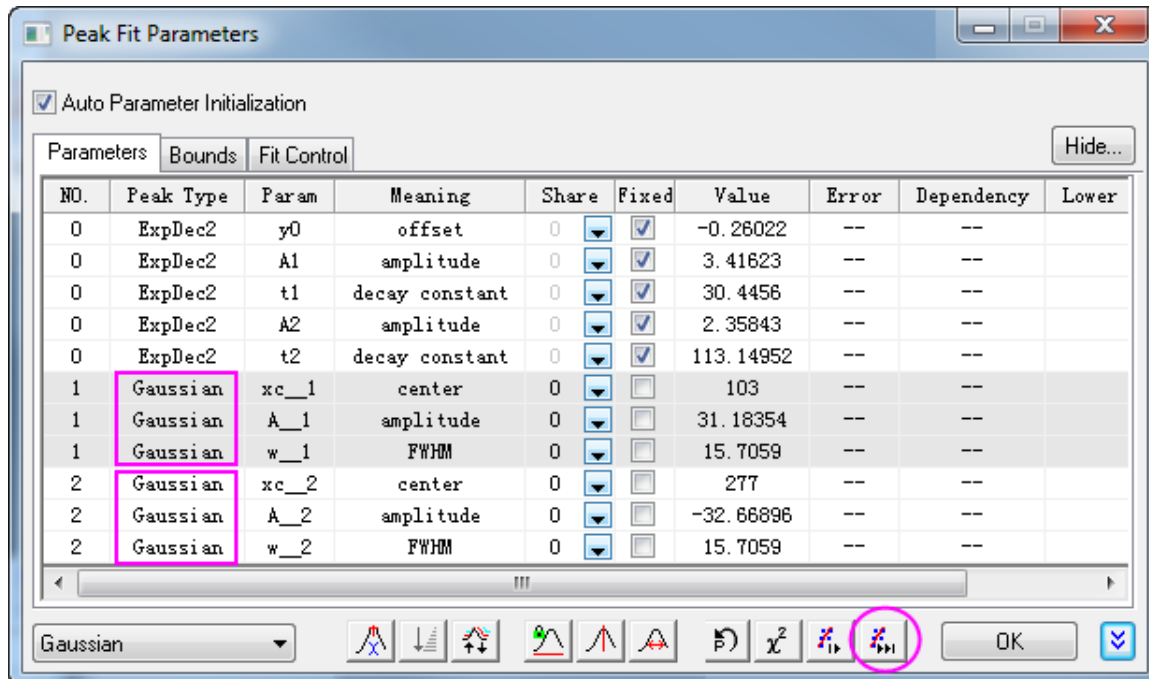 Peak Fit Parameters
Auto Parameter Initialization
Parameters Bounds Fit Control Hide...
NO. Peak Type Param Meaning Share Fixed Value Error Dependency Lower
0 ExpDec2 y0 offset 0 -0.26022 -- --
0 ExpDec2 A1 amplitude 0 3.41623 -- --
0 ExpDec2 t1 decay constant 0 30.4456 -- --
0 ExpDec2 A2 amplitude 0 2.35843 -- --
0 ExpDec2 t2 decay constant 0 113.14952 -- --
1 Gaussian xc__1 center 0 103 -- --
1 Gaussian A__1 amplitude 0 31.18354 -- --
1 Gaussian w__1 FWHM 0 15.7059 -- --
2 Gaussian xc__2 center 0 277 -- --
2 Gaussian A__2 amplitude 0 -32.66896 -- --
2 Gaussian w__2 FWHM 0 15.7059 -- --
Gaussian χ² OK